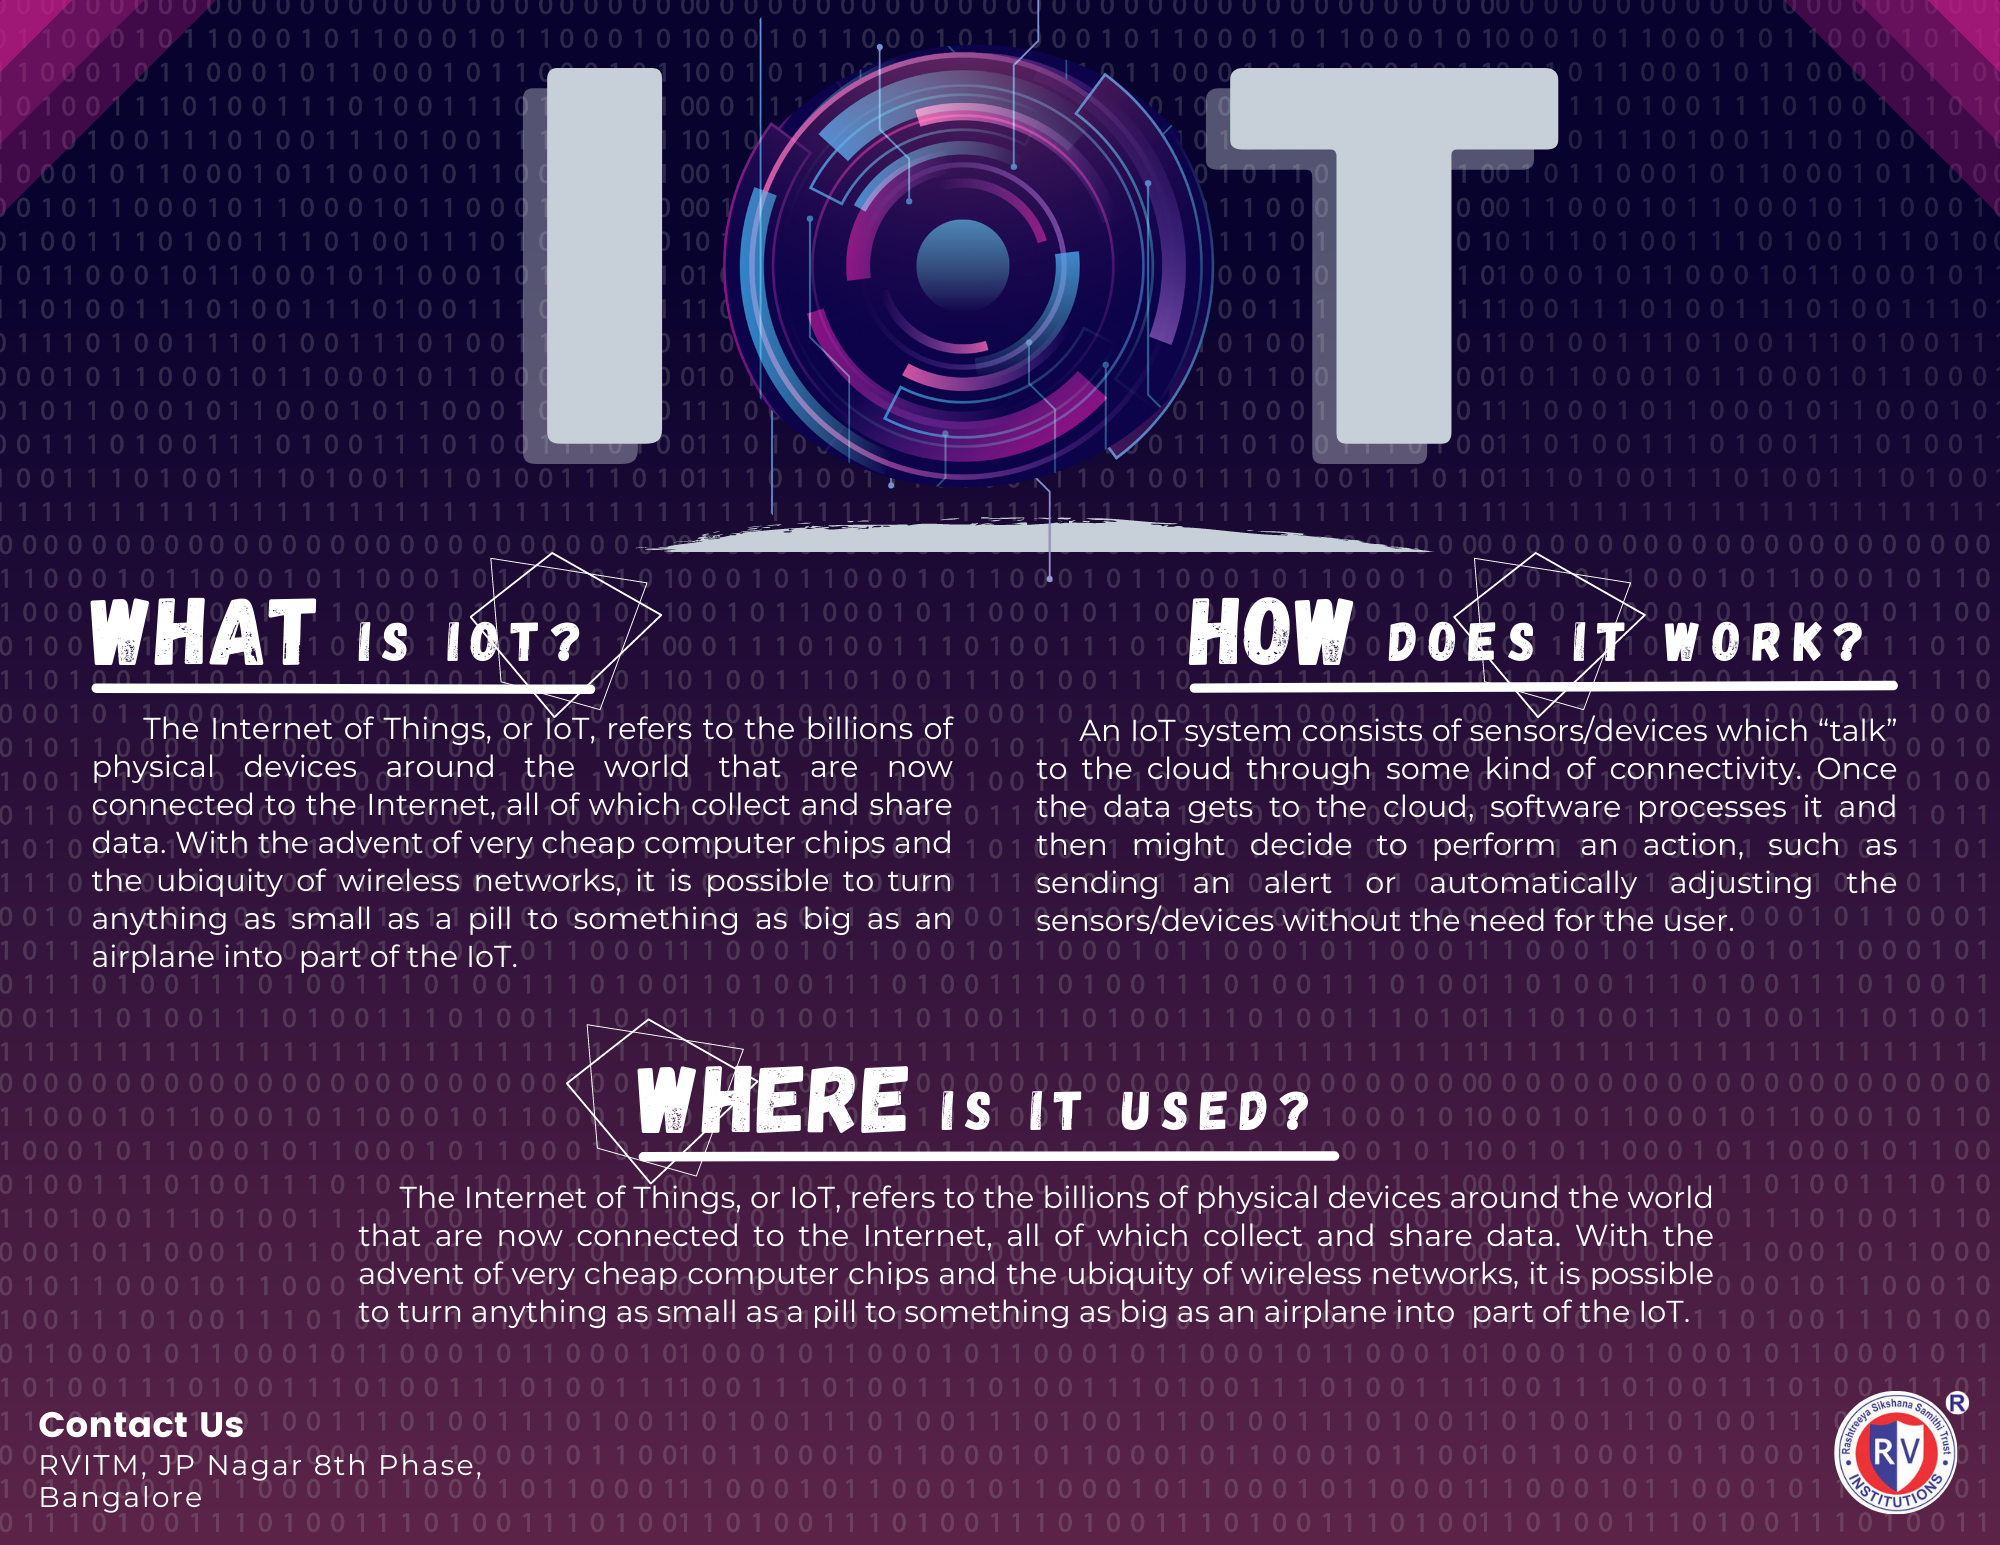 IOT
WHAT IS IOT?
The Internet of Things, or IoT, refers to the billions of
physical devices around the world that are now
connected to the Internet, all of which collect and share
data. With the advent of very cheap computer chips and
the ubiquity of wireless networks, it is possible to turn
anything as small as a pill to something as big as an
airplane into part of the IoT.
HOW DOES IT WORK?
An IoT system consists of sensors/devices which “talk”
to the cloud through some kind of connectivity. Once
the data gets to the cloud, software processes it and
then might decide to perform an action, such as
sending an alert or automatically adjusting the
sensors/devices without the need for the user.
WHERE IS IT USED?
The Internet of Things, or IoT, refers to the billions of physical devices around the world
that are now connected to the Internet, all of which collect and share data. With the
advent of very cheap computer chips and the ubiquity of wireless networks, it is possible
to turn anything as small as a pill to something as big as an airplane into part of the IoT.
Contact Us
RVITM, JP Nagar 8th Phase,
Bangalore
Rashtreeya Sikshana Samithi Trust
RV
INSTITUTIONS
R